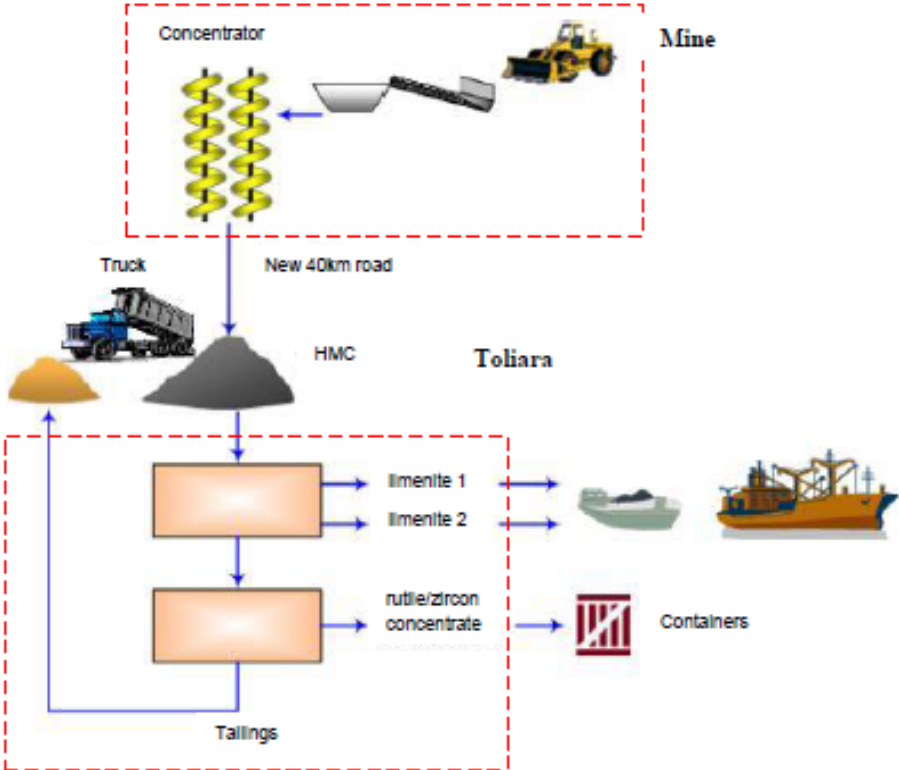 Concentrator
Mine
Truck
New 40km road
HMC
Toliara
Ilmenite 1
Ilmenite 2
rutile/zircon
concentrate
Containers
Tailings